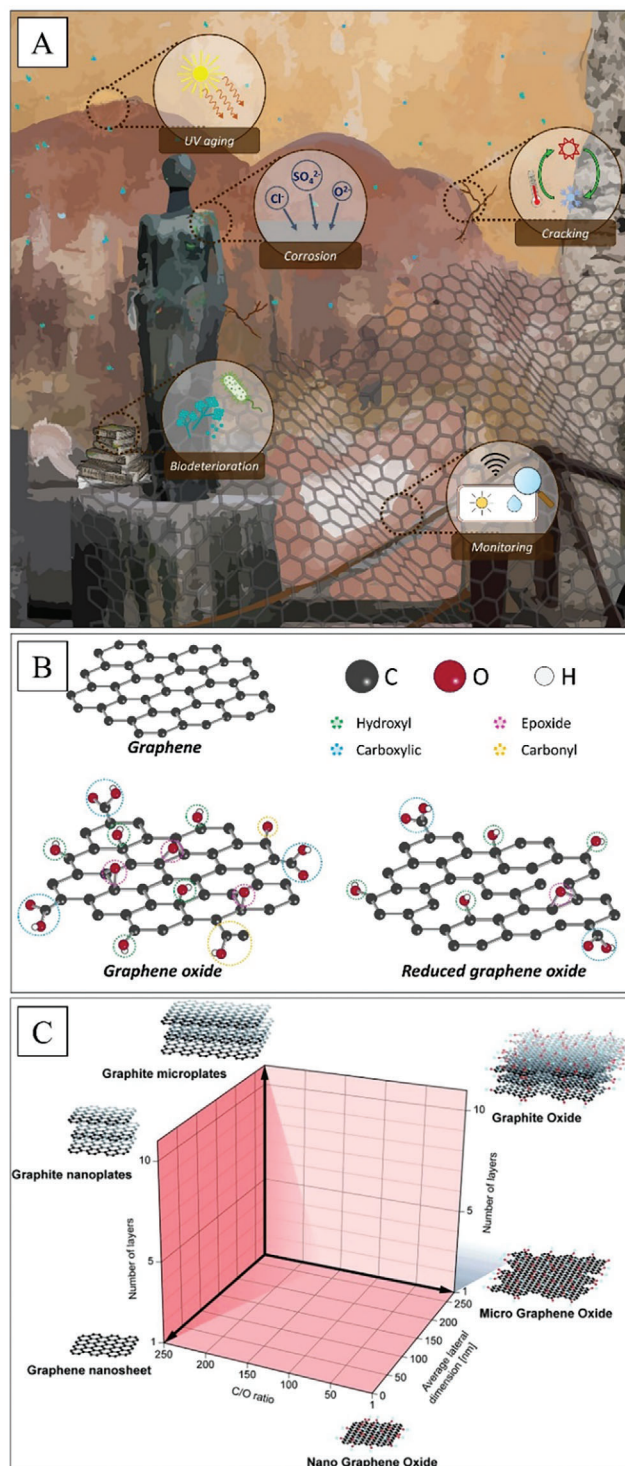 A
UV aging
Cl-
SO₄²⁻
O²⁻
Corrosion
Cracking
Biodeterioration
Monitoring
B
Graphene
C
O
H
Hydroxyl
Epoxide
Carboxylic
Carbonyl
Graphene oxide
Reduced graphene oxide
C
Graphite microplates
Graphite Oxide
Graphite nanoplates
Number of layers
10
5
1
Number of layers
10
5
1
Graphene nanosheet
Micro Graphene Oxide
250
200
150
100
50
1
C/O ratio
250
200
150
100
50
0
Average lateral
dimension [nm]
Nano Graphene Oxide